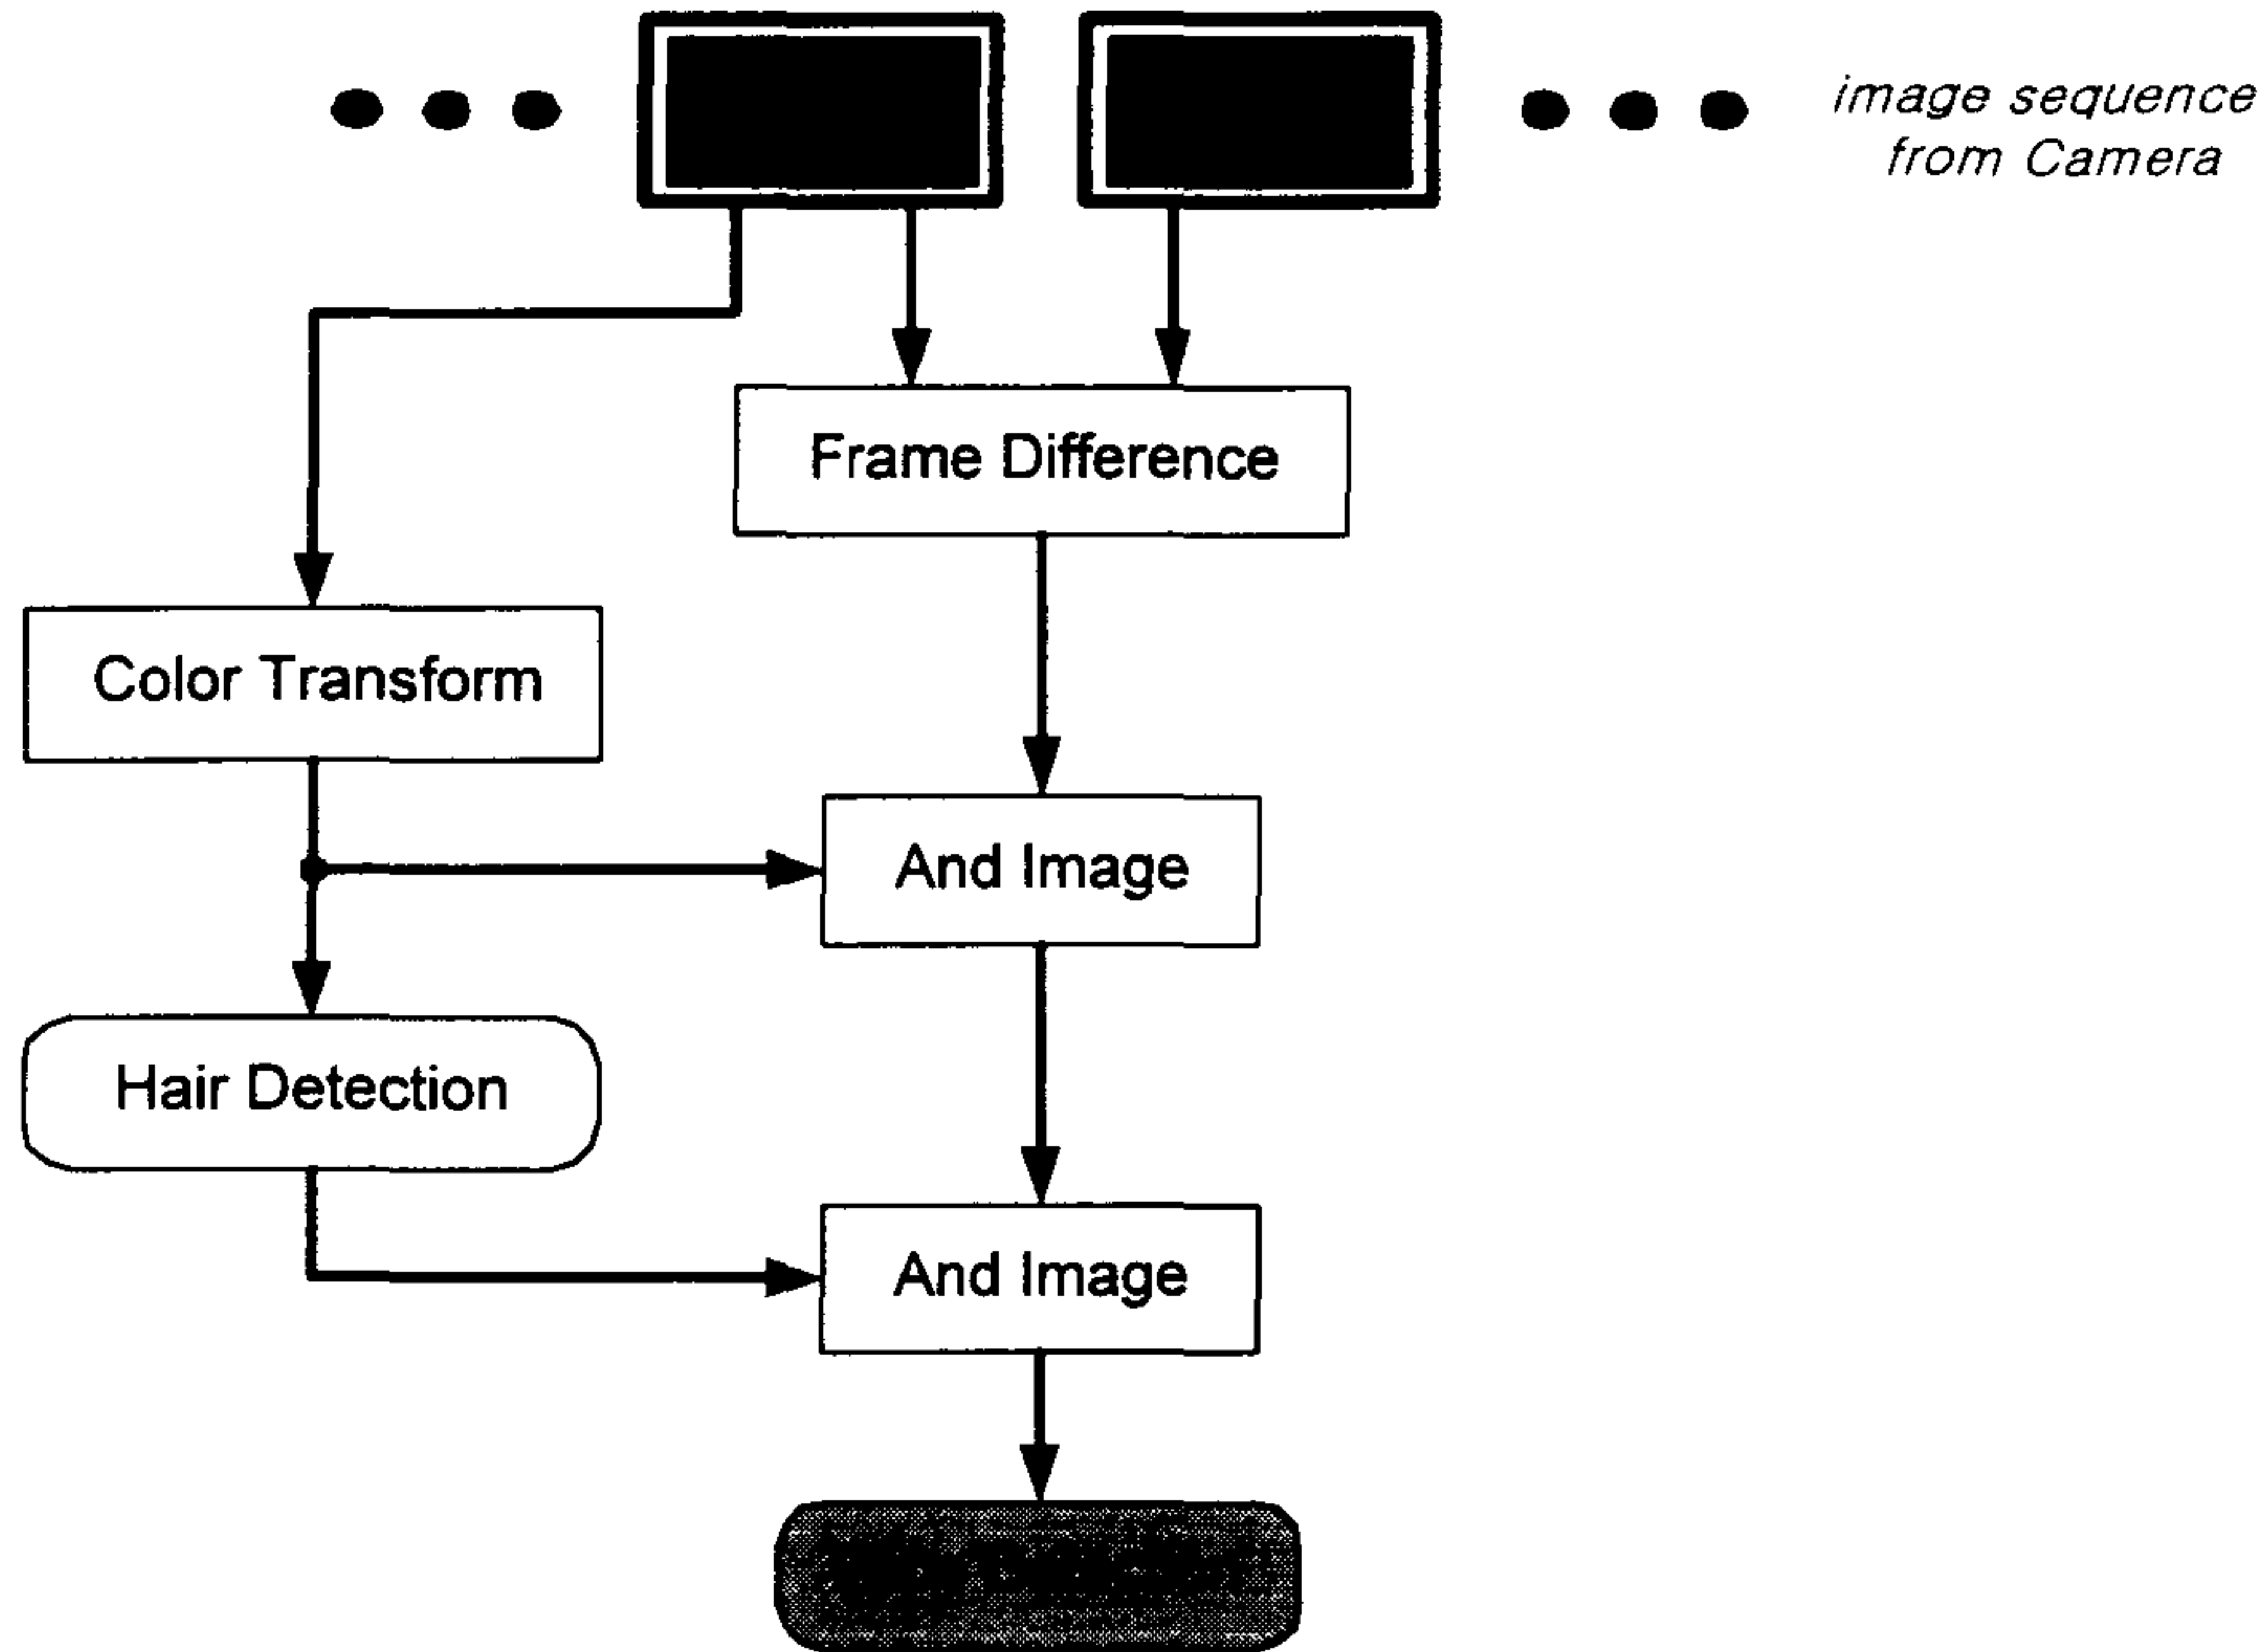 image sequence
from Camera
Frame Difference
Color Transform
And Image
Hair Detection
And Image